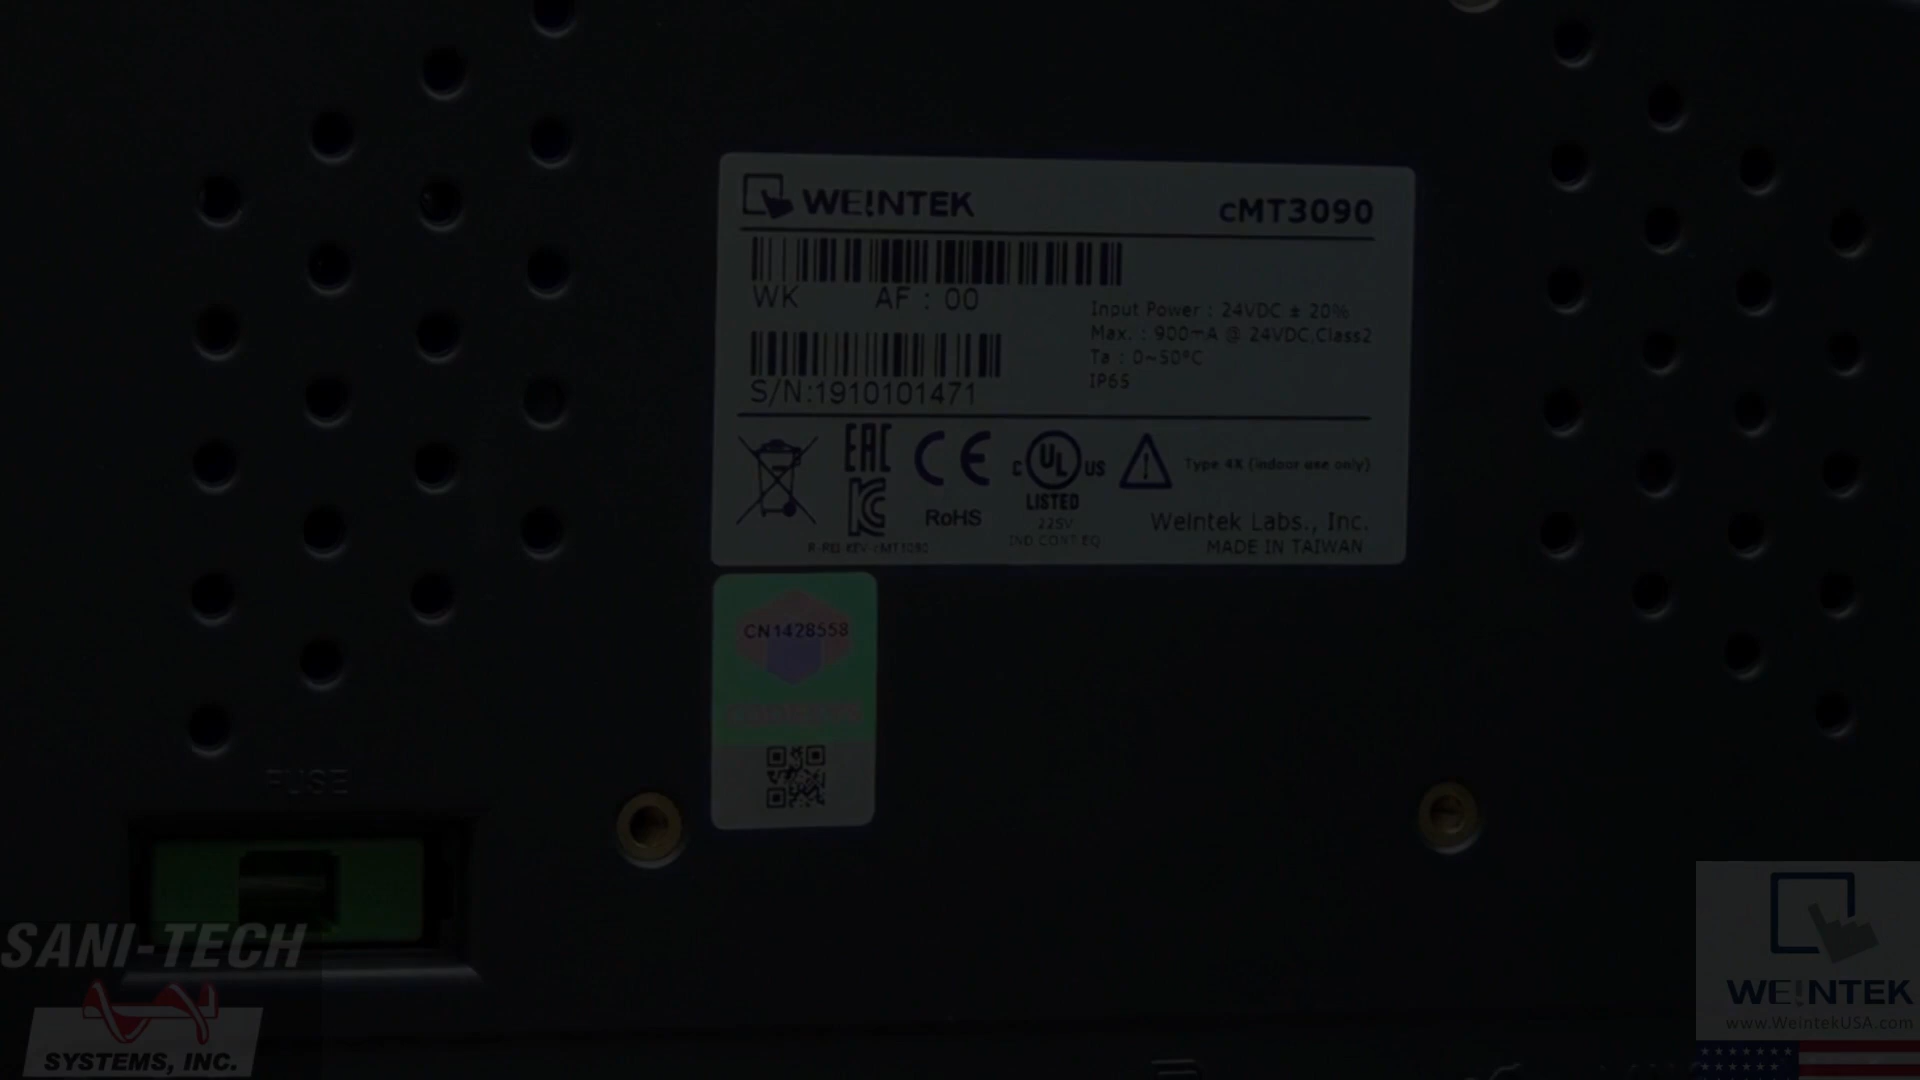 WEINTEK
cMT3090
WK AF : 00
Input Power : 24VDC ± 20%
Max. : 900mA @ 24VDC,Class2
Ta : 0~50°C
IP65
S/N:1910101471
EAC
CE
c UL US
LISTED
Type 4X (indoor use only)
RoHS
22SV
IND CONT EQ
Weintek Labs., Inc.
MADE IN TAIWAN
CN1428558
FUSE
SANI-TECH
SYSTEMS, INC.
WEINTEK
www.WeintekUSA.com